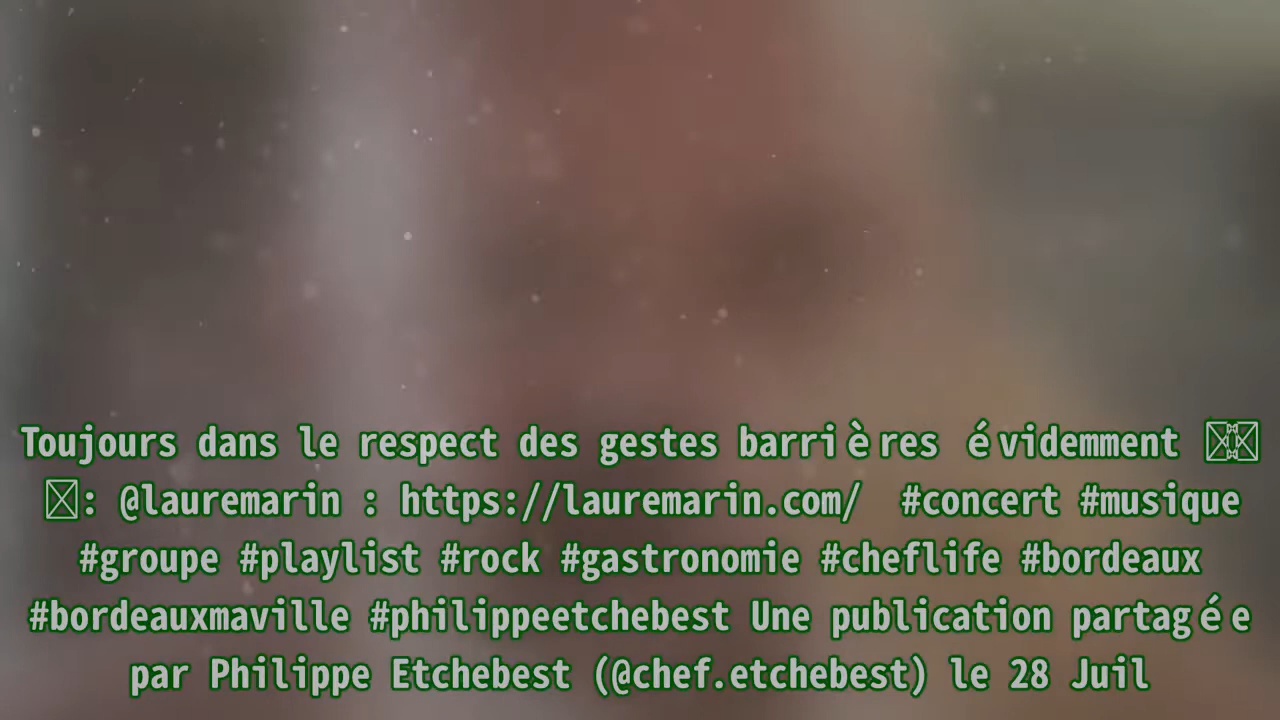 Toujours dans le respect des gestes barrières évidemment
: @lauremarin : https://lauremarin.com/ #concert #musique
#groupe #playlist #rock #gastronomie #cheflife #bordeaux
#bordeauxmaville #philippeetchebest Une publication partagée
par Philippe Etchebest (@chef.etchebest) le 28 Juil